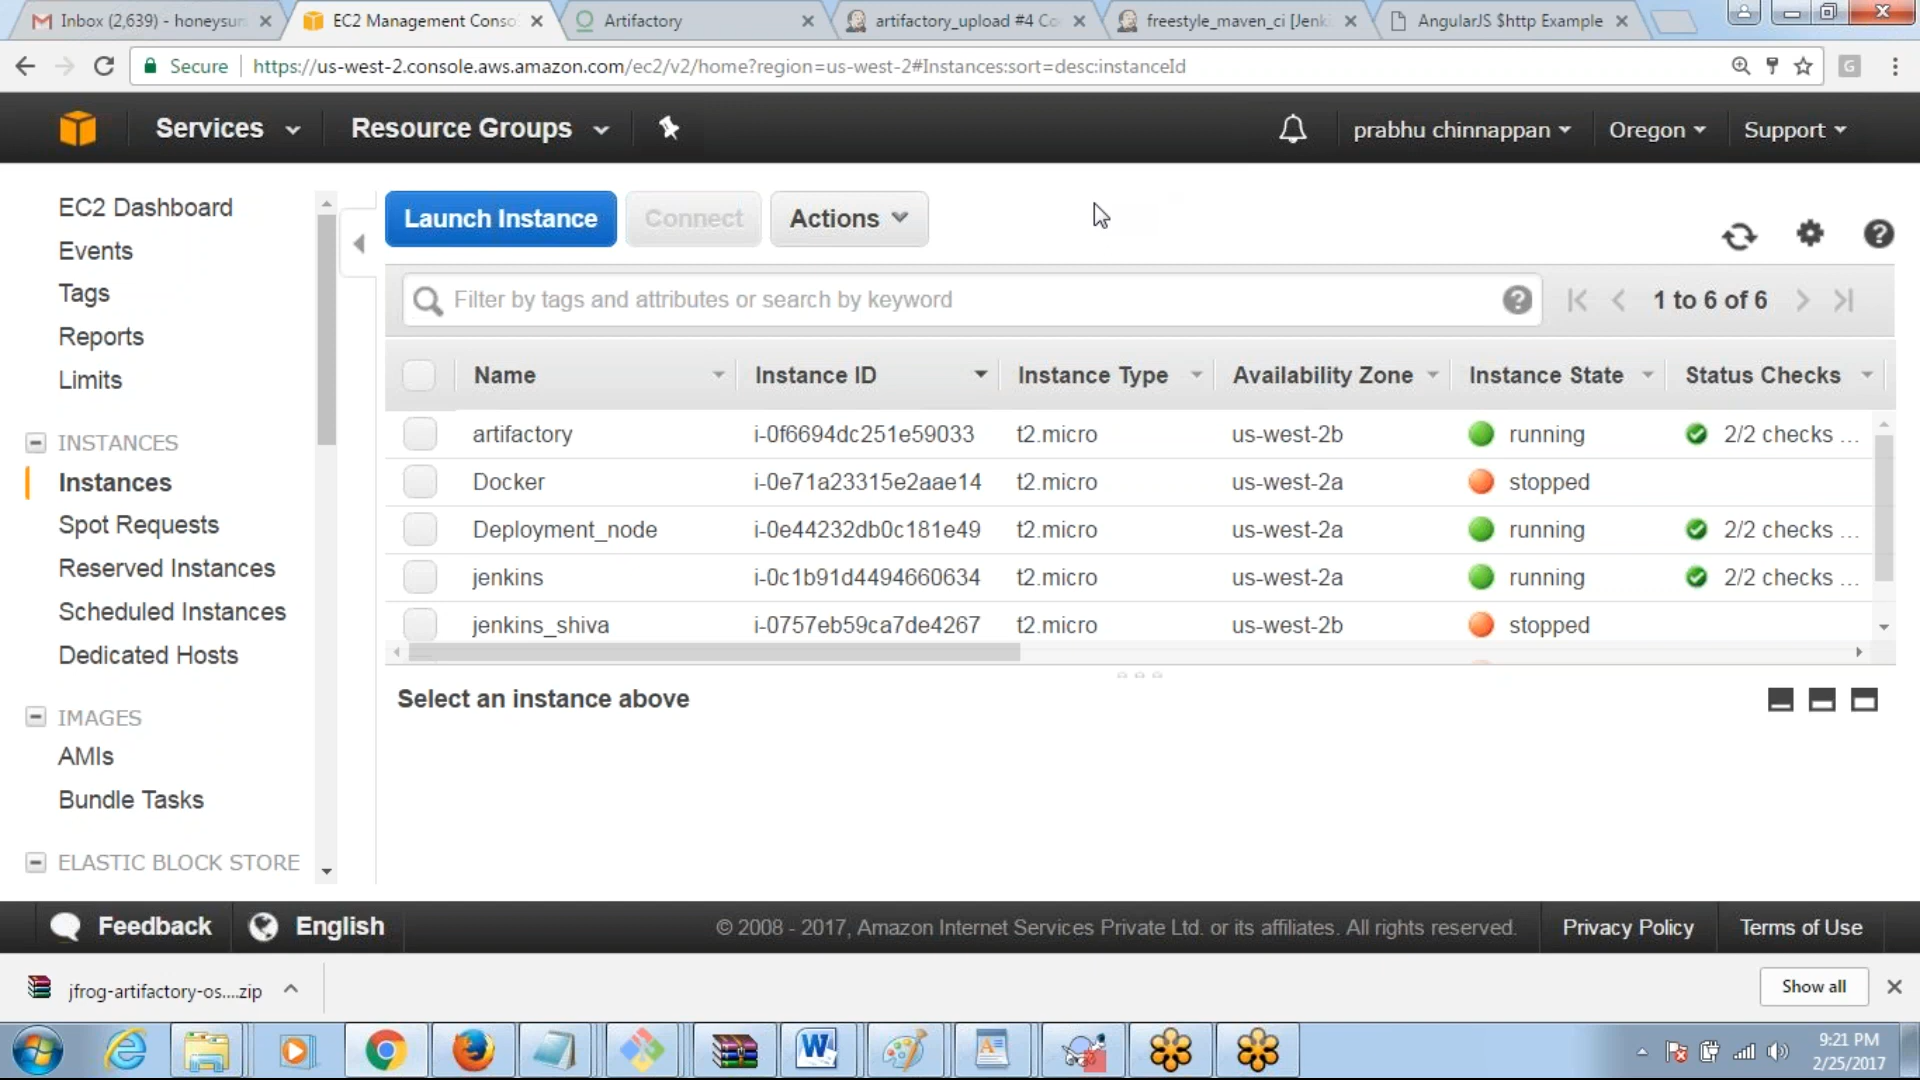 Inbox (2,639) - honeysun
EC2 Management Conso
Artifactory
artifactory_upload #4 Co
freestyle_maven_ci [Jenki
AngularJS $http Example
Secure
https://us-west-2.console.aws.amazon.com/ec2/v2/home?region=us-west-2#Instances:sort=desc:instanceId
G
Services
Resource Groups
prabhu chinnappan
Oregon
Support
EC2 Dashboard
Events
Tags
Reports
Limits
INSTANCES
Instances
Spot Requests
Reserved Instances
Scheduled Instances
Dedicated Hosts
IMAGES
AMIs
Bundle Tasks
ELASTIC BLOCK STORE
Launch Instance
Connect
Actions
Filter by tags and attributes or search by keyword
1 to 6 of 6
Name Instance ID Instance Type Availability Zone Instance State Status Checks
artifactory i-0f6694dc251e59033 t2.micro us-west-2b running 2/2 checks ...
Docker i-0e71a23315e2aae14 t2.micro us-west-2a stopped
Deployment_node i-0e44232db0c181e49 t2.micro us-west-2a running 2/2 checks ...
jenkins i-0c1b91d4494660634 t2.micro us-west-2a running 2/2 checks ...
jenkins_shiva i-0757eb59ca7de4267 t2.micro us-west-2b stopped
Select an instance above
Feedback
English
© 2008 - 2017, Amazon Internet Services Private Ltd. or its affiliates. All rights reserved.
Privacy Policy
Terms of Use
jfrog-artifactory-os....zip
Show all
9:21 PM
2/25/2017